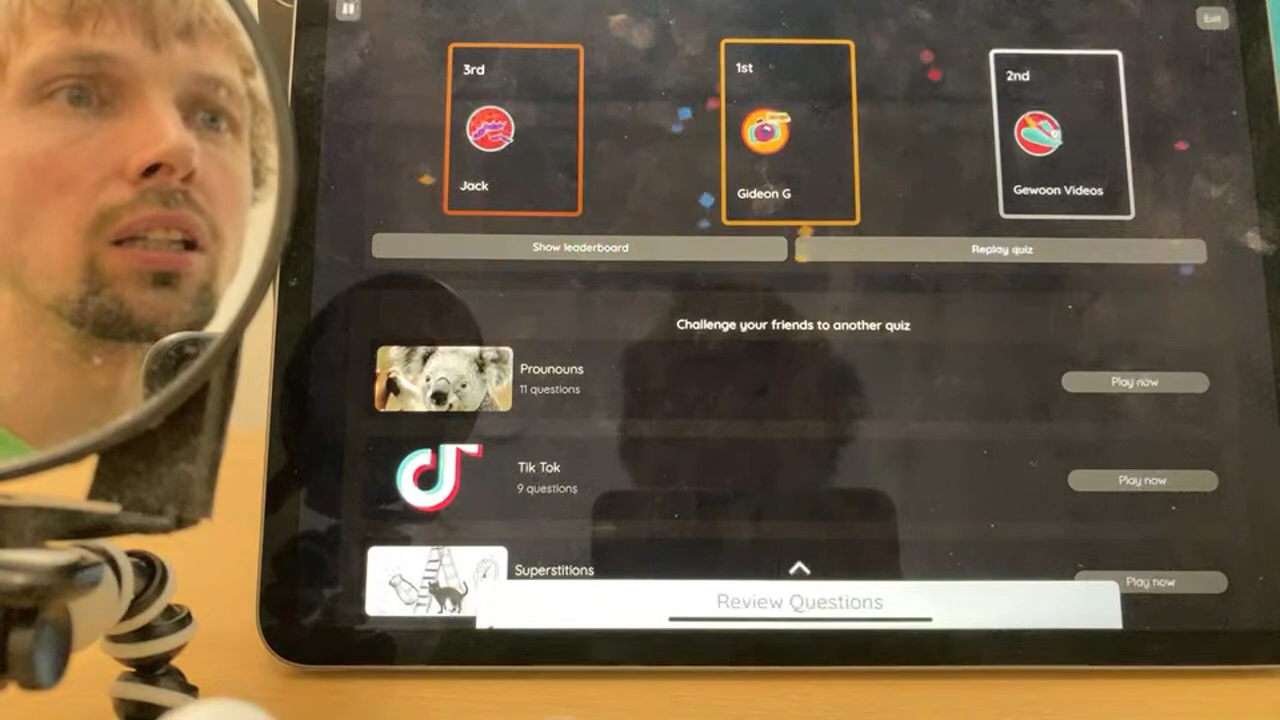 Exit
3rd
Jack
1st
Gideon G
2nd
Gewoon Videos
Show leaderboard
Replay quiz
Challenge your friends to another quiz
Prounouns
11 questions
Play now
Tik Tok
9 questions
Play now
Superstitions
Play now
Review Questions